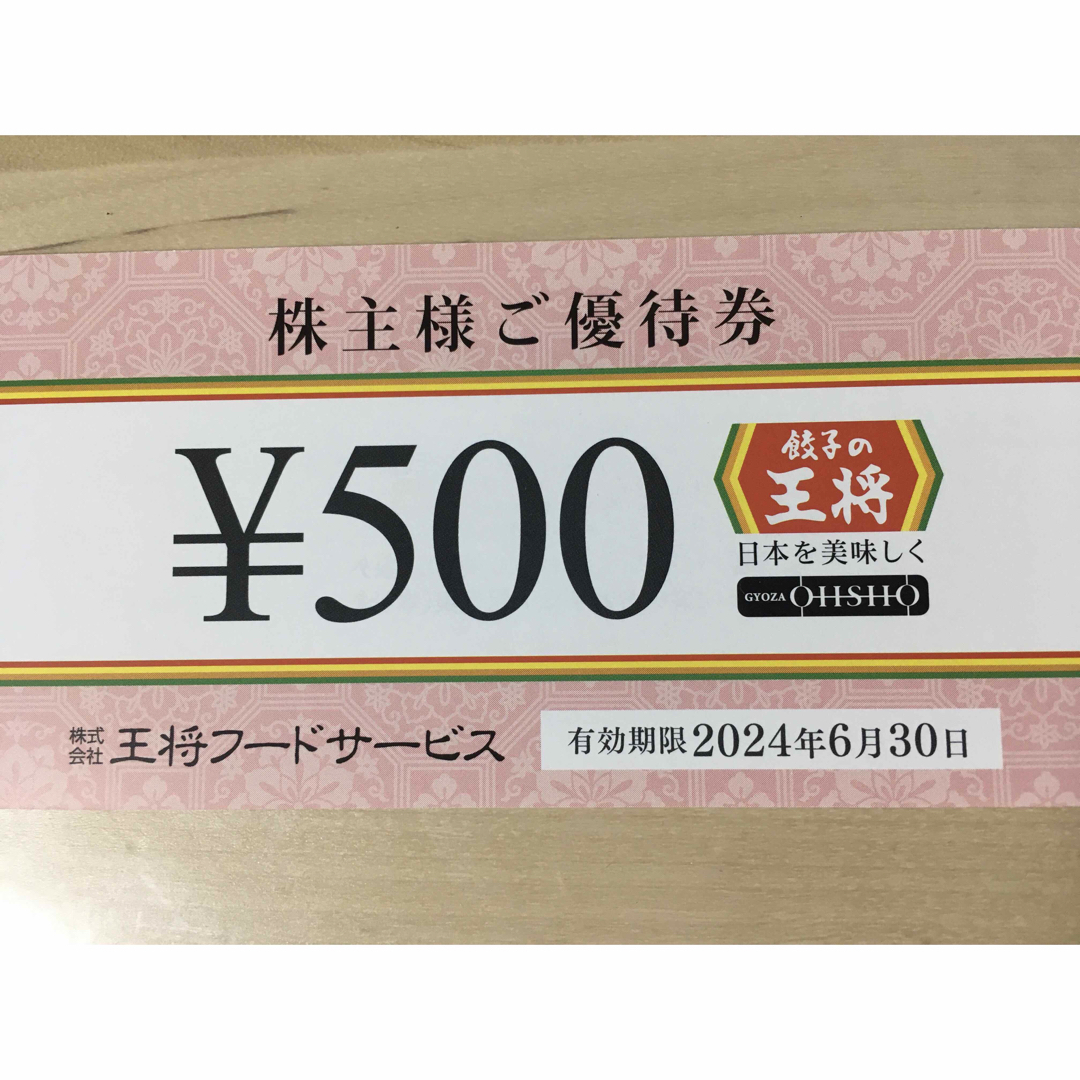 株主様ご優待券
¥500
餃子の
王将
日本を美味しく
GYOZA OHSHO
株式会社 王将フードサービス
有効期限 2024年6月30日